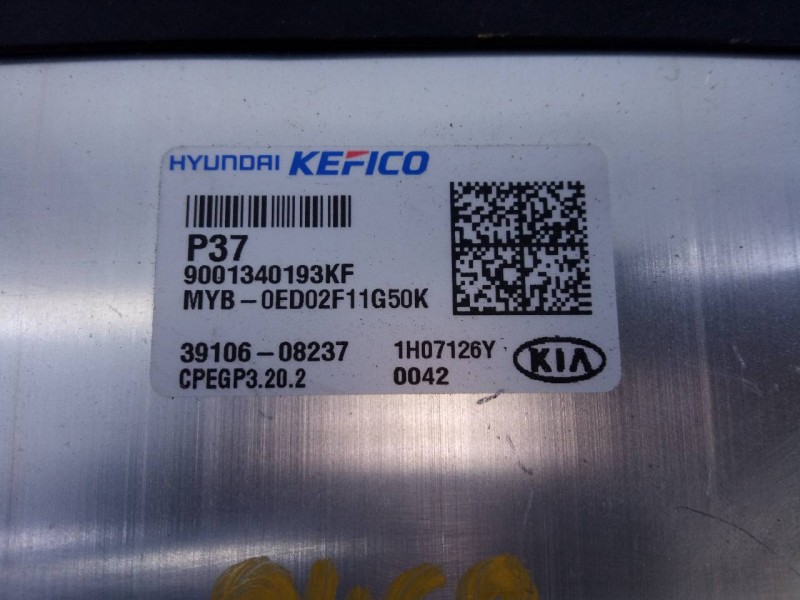 HYUNDAI KEFICO
P37
9001340193KF
MYB-0ED02F11G50K
39106-08237 1H07126Y KIA
CPEGP3.20.2 0042